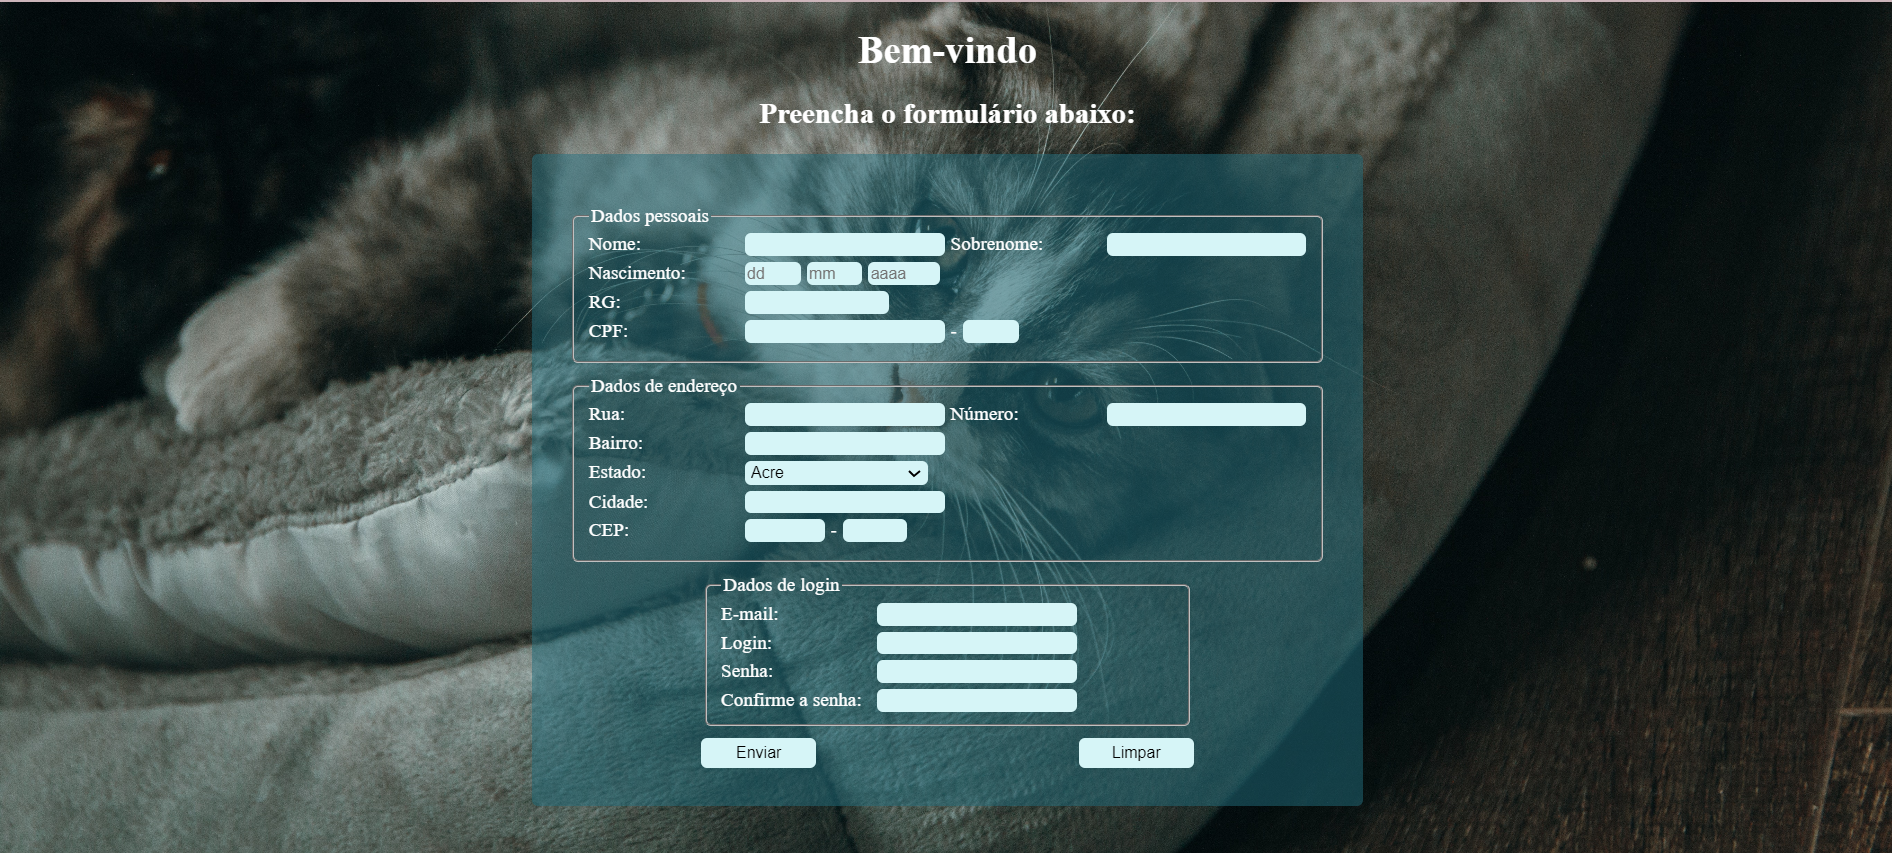 Bem-vindo
Preencha o formulário abaixo:
Dados pessoais
Nome: Sobrenome:
Nascimento: dd mm aaaa
RG:
CPF: -
Dados de endereço
Rua: Número:
Bairro:
Estado: Acre
Cidade:
CEP: -
Dados de login
E-mail:
Login:
Senha:
Confirme a senha:
Enviar Limpar